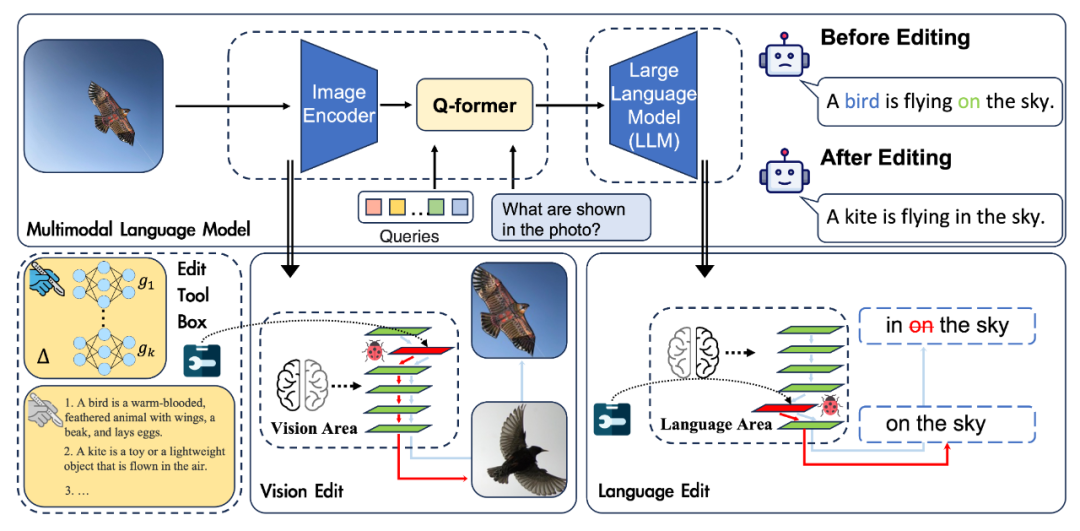 Image
Encoder
Q-former
Large
Language
Model
(LLM)
Before Editing
A bird is flying on the sky.
After Editing
A kite is flying in the sky.
...
Queries
What are shown
in the photo?
Multimodal Language Model
g1
gk
Δ
Edit
Tool
Box
1. A bird is a warm-blooded,
feathered animal with wings, a
beak, and lays eggs.
2. A kite is a toy or a lightweight
object that is flown in the air.
3. ...
Vision Area
Vision Edit
Language Area
in on the sky
on the sky
Language Edit